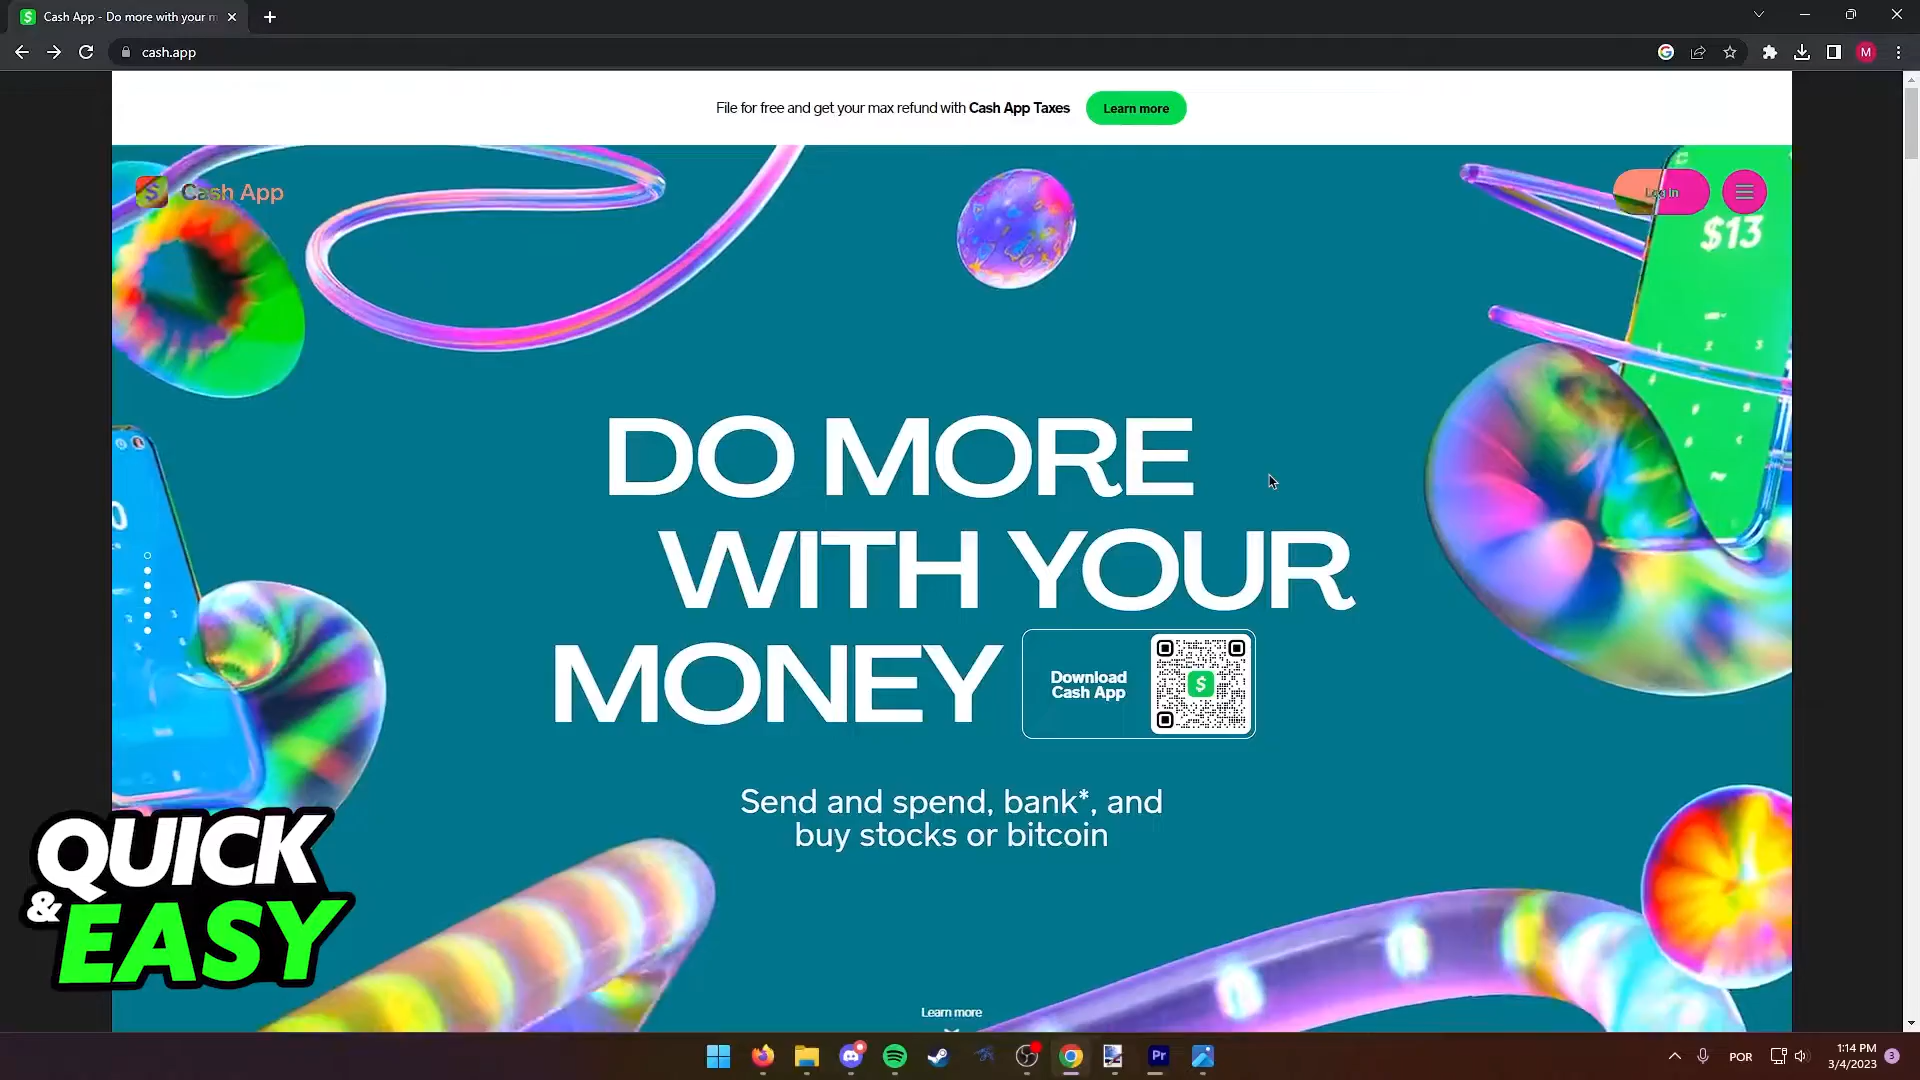 Cash App - Do more with your m
cash.app
M
File for free and get your max refund with Cash App Taxes
Learn more
Cash App
Log In
$13
DO MORE
WITH YOUR
MONEY
Download
Cash App
$
Send and spend, bank*, and
buy stocks or bitcoin
QUICK
& EASY
Learn more
Pr
POR
1:14 PM
3/4/2023
3